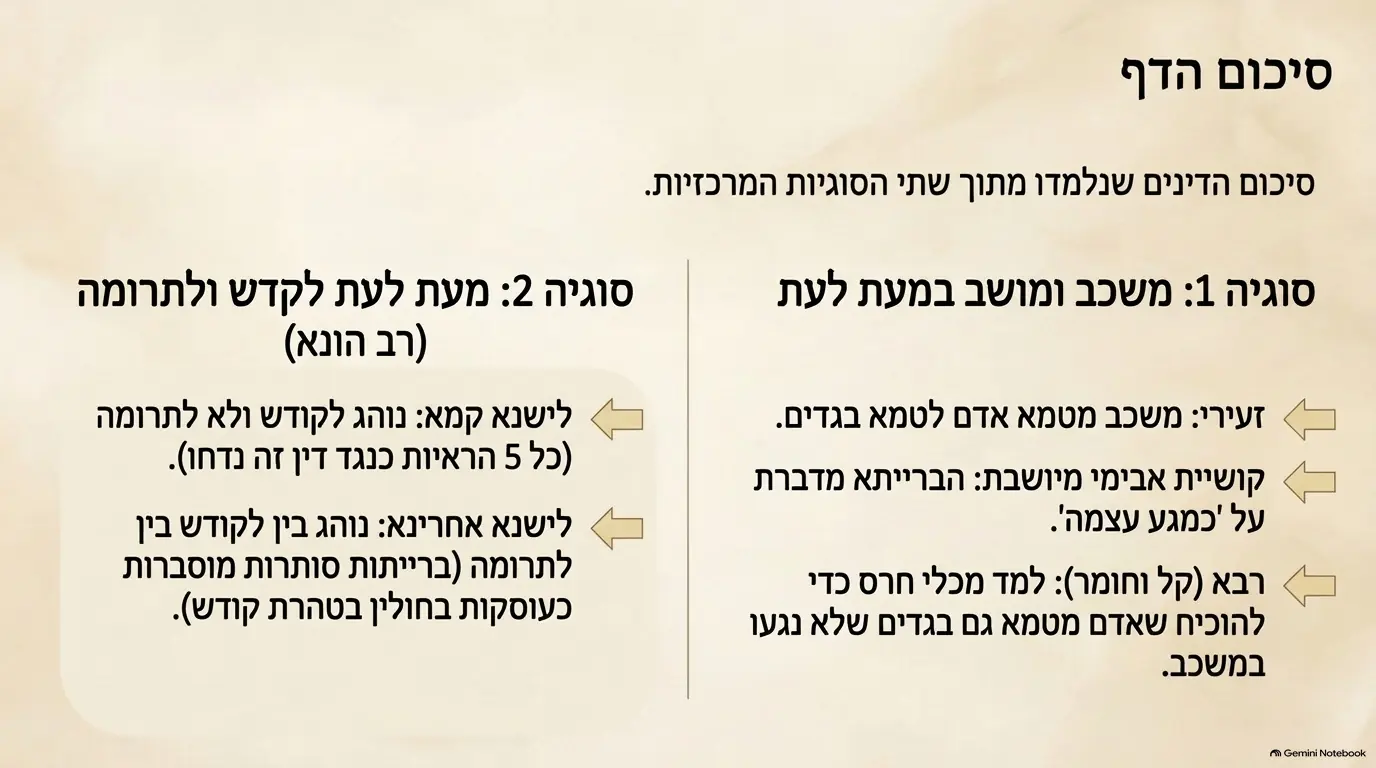 סיכום הדף
סיכום הדינים שנלמדו מתוך שתי הסוגיות המרכזיות.
סוגיה 1: משכב ומושב במעת לעת
זעירי: משכב מטמא אדם לטמא בגדים.
קושיית אבימי מיושבת: הברייתא מדברת
על 'כמגע עצמה'.
רבא (קל וחומר): למד מכלי חרס כדי
להוכיח שאדם מטמא גם בגדים שלא נגעו
במשכב.
סוגיה 2: מעת לעת לקדש ולתרומה
(רב הונא)
לישנא קמא: נוהג לקודש ולא לתרומה
(כל 5 הראיות כנגד דין זה נדחו).
לישנא אחרינא: נוהג בין לקודש בין
לתרומה (ברייתות סותרות מוסברות
כעוסקות בחולין בטהרת קודש).
Gemini Notebook